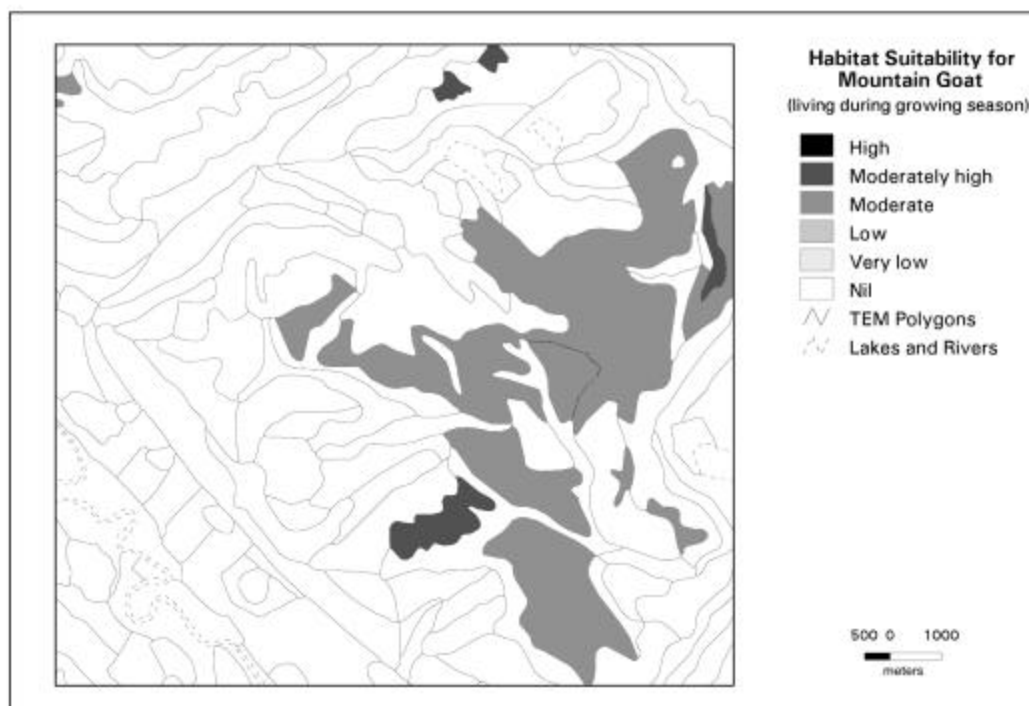 Habitat Suitability for
Mountain Goat
(living during growing season)
High
Moderately high
Moderate
Low
Very low
Nil
TEM Polygons
Lakes and Rivers
500 0 1000
meters